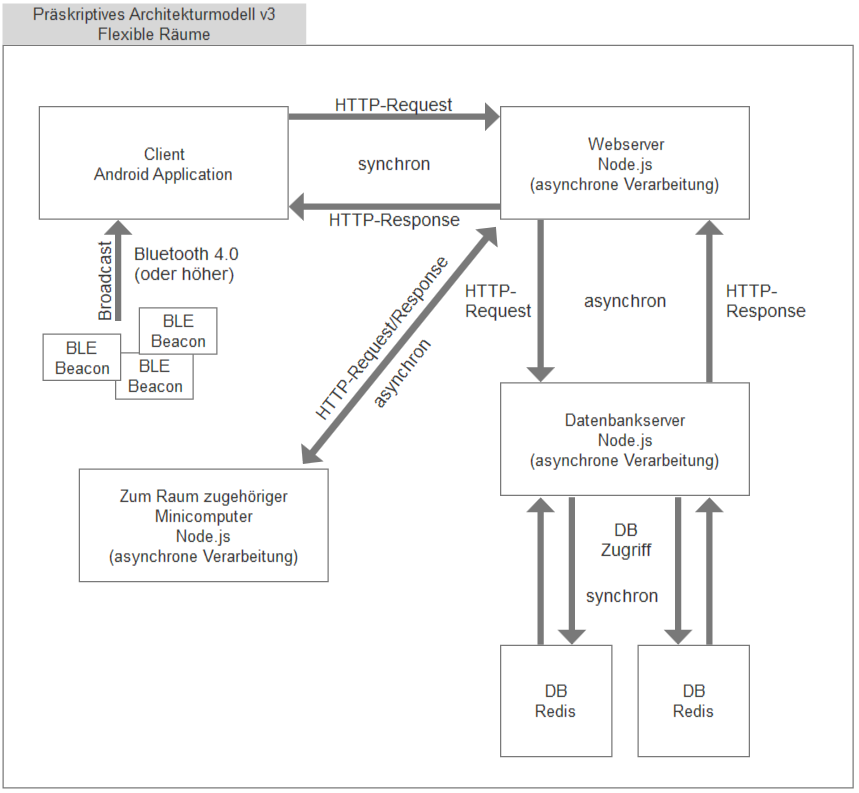 Präskriptives Architekturmodell v3
Flexible Räume
HTTP-Request
Client
Android Application
synchron
Webserver
Node.js
(asynchrone Verarbeitung)
HTTP-Response
Broadcast
Bluetooth 4.0
(oder höher)
BLE
Beacon
BLE
Beacon
BLE
Beacon
HTTP-Request/Response
asynchron
HTTP-
Request
asynchron
HTTP-
Response
Datenbankserver
Node.js
(asynchrone Verarbeitung)
Zum Raum zugehöriger
Minicomputer
Node.js
(asynchrone Verarbeitung)
DB
Zugriff
synchron
DB
Redis
DB
Redis